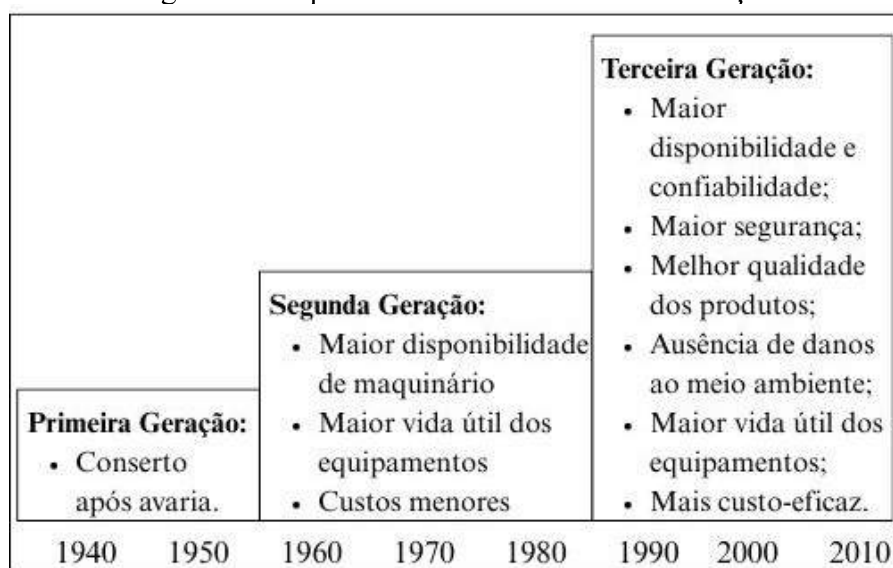 Terceira Geração:
• Maior
disponibilidade e
confiabilidade;
• Maior segurança;
• Melhor qualidade
dos produtos;
• Ausência de danos
ao meio ambiente;
• Maior vida útil dos
equipamentos;
• Mais custo-eficaz.
Segunda Geração:
• Maior disponibilidade
de maquinário
• Maior vida útil dos
equipamentos
• Custos menores
Primeira Geração:
• Conserto
após avaria.
1940 1950 1960 1970 1980 1990 2000 2010